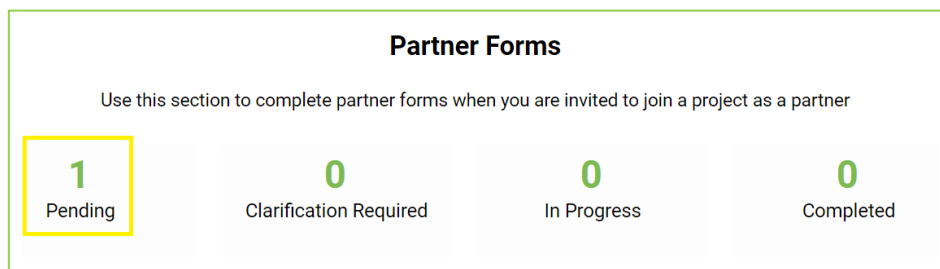 Partner Forms
Use this section to complete partner forms when you are invited to join a project as a partner
1
Pending
0
Clarification Required
0
In Progress
0
Completed